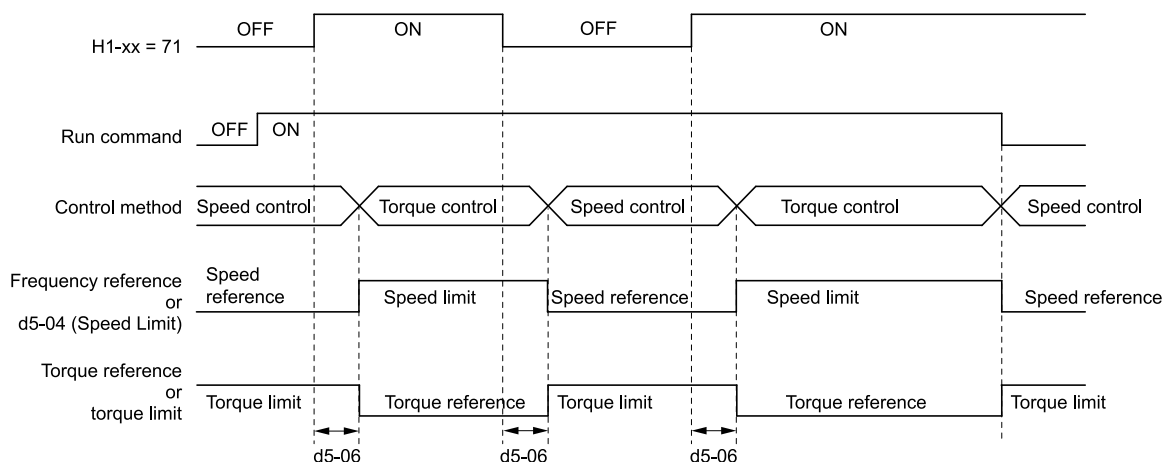 H1-xx = 71
OFF
ON
OFF
ON
Run command
OFF
ON
Control method
Speed control
Torque control
Speed control
Torque control
Speed control
Frequency reference
or
d5-04 (Speed Limit)
Speed
reference
Speed limit
Speed reference
Speed limit
Speed reference
Torque reference
or
torque limit
Torque limit
Torque reference
Torque limit
Torque reference
Torque limit
d5-06
d5-06
d5-06